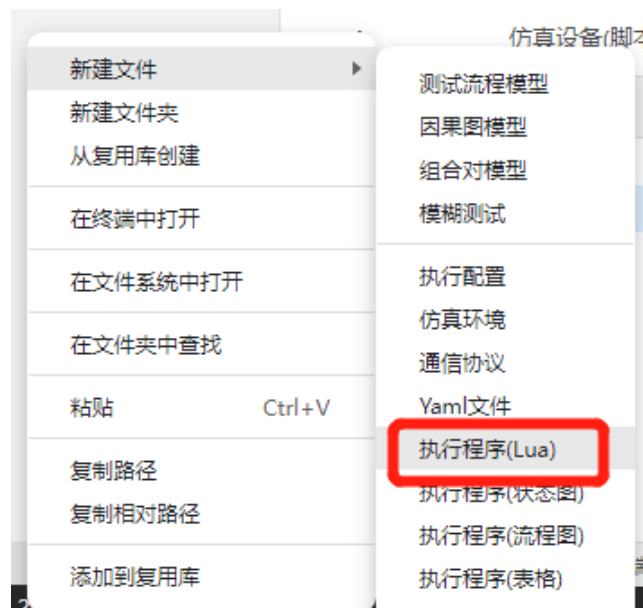 仿真设备(脚本
新建文件
新建文件夹
从复用库创建
在终端中打开
在文件系统中打开
在文件夹中查找
粘贴 Ctrl+V
复制路径
复制相对路径
添加到复用库
测试流程模型
因果图模型
组合对模型
模糊测试
执行配置
仿真环境
通信协议
Yaml文件
执行程序(Lua)
执行程序(状态图)
执行程序(流程图)
执行程序(表格)